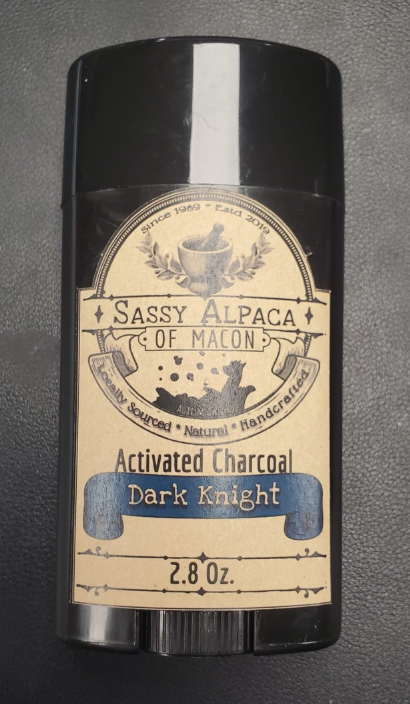 Since 1989 ~ Estd 2019
SASSY ALPACA
OF MACON
Locally Sourced * Natural * Handcrafted
Activated Charcoal
Dark Knight
2.8 Oz.